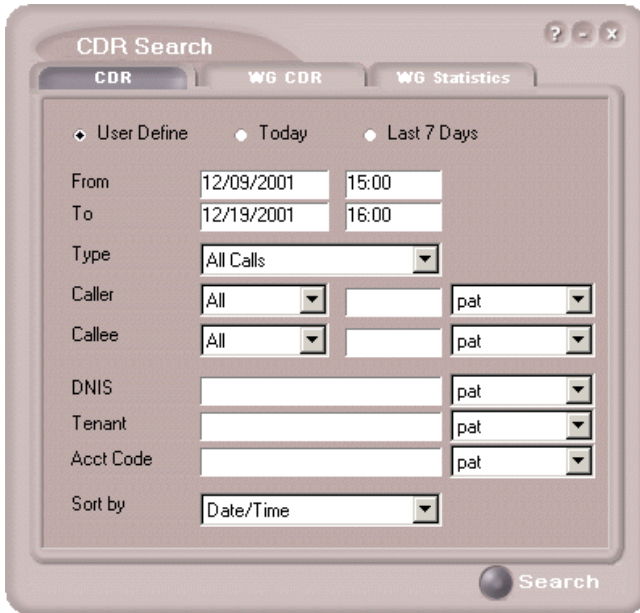 CDR Search
? - x
CDR WG CDR WG Statistics
User Define Today Last 7 Days
From 12/09/2001 15:00
To 12/19/2001 16:00
Type All Calls
Caller All pat
Callee All pat
DNIS pat
Tenant pat
Acct Code pat
Sort by Date/Time
Search